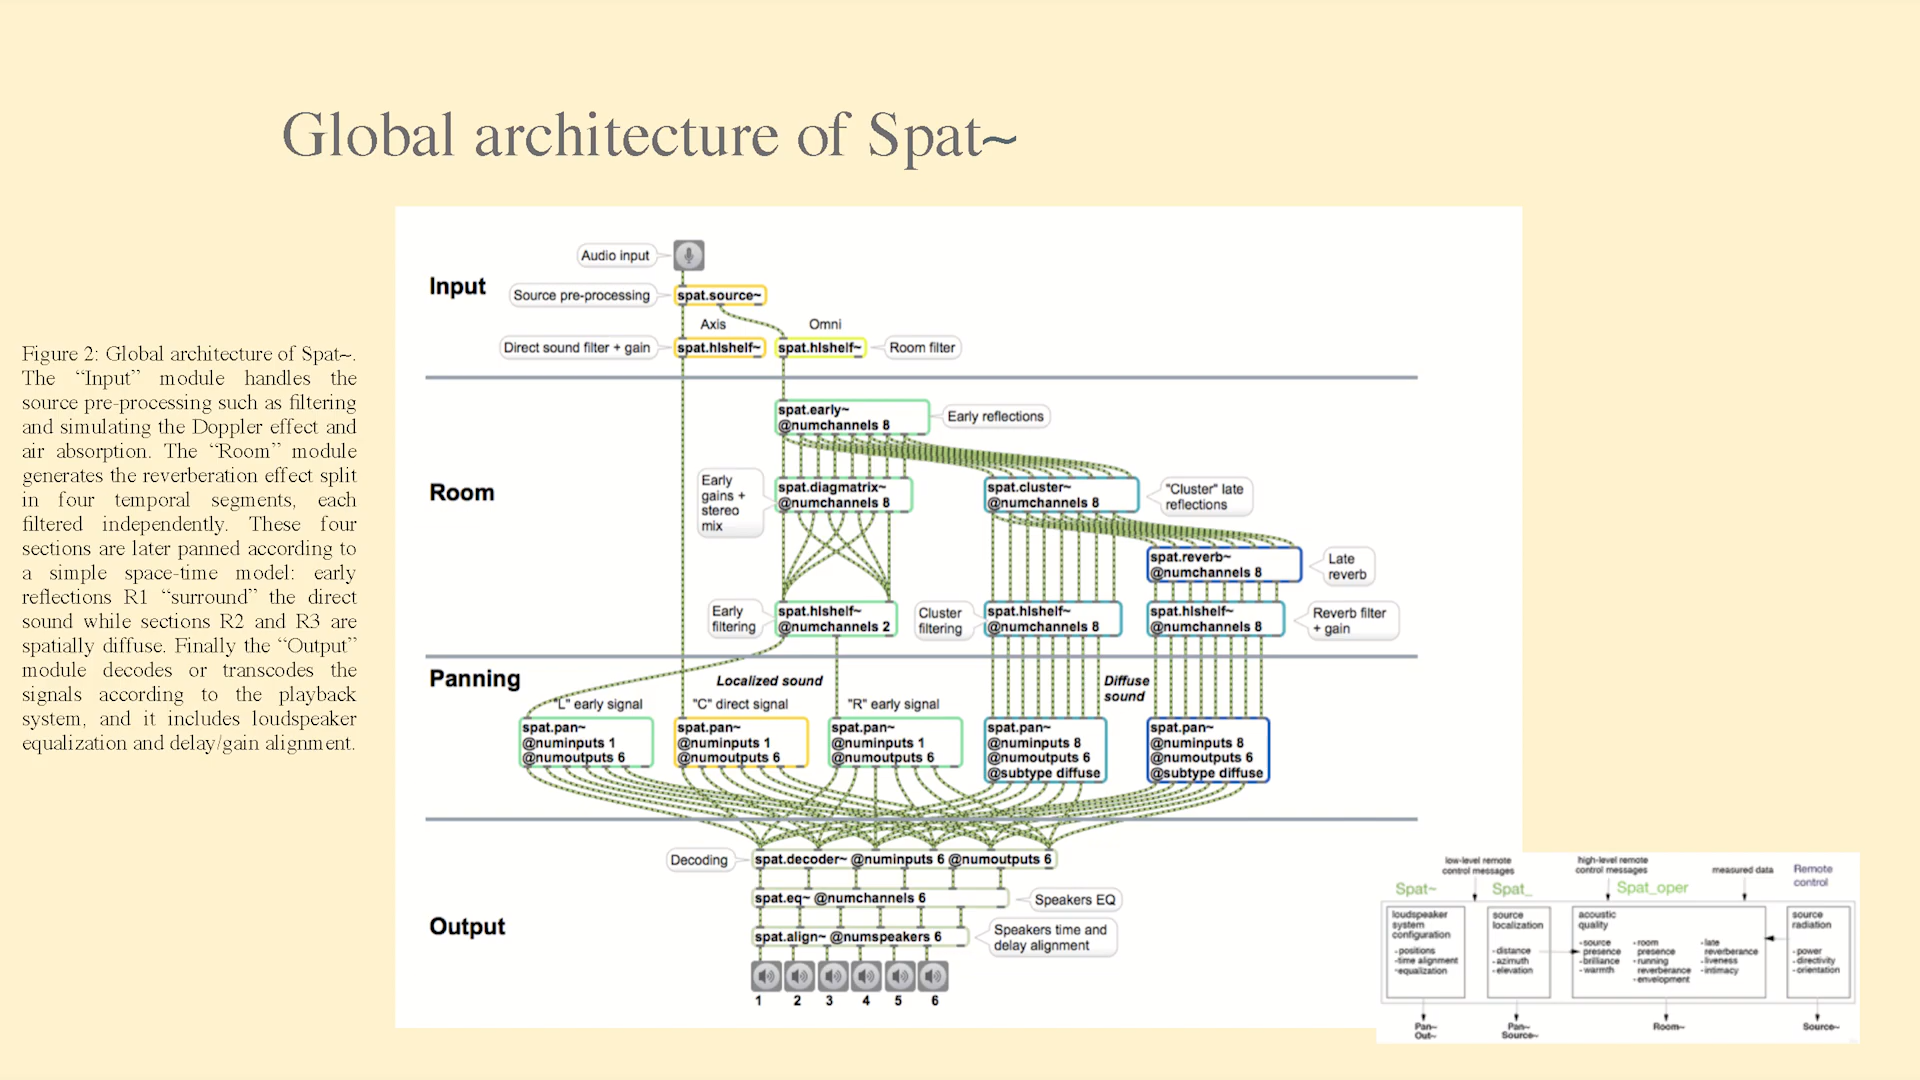 Global architecture of Spat~
Figure 2: Global architecture of Spat~.
The “Input” module handles the
source pre-processing such as filtering
and simulating the Doppler effect and
air absorption. The “Room” module
generates the reverberation effect split
in four temporal segments, each
filtered independently. These four
sections are later panned according to
a simple space-time model: early
reflections R1 “surround” the direct
sound while sections R2 and R3 are
spatially diffuse. Finally the “Output”
module decodes or transcodes the
signals according to the playback
system, and it includes loudspeaker
equalization and delay/gain alignment.
Audio input
Input
Source pre-processing
spat.source~
Axis
Omni
Direct sound filter + gain
spat.hlshelf~
spat.hlshelf~
Room filter
spat.early~
@numchannels 8
Early reflections
Room
Early
gains +
stereo
mix
spat.diagmatrix~
@numchannels 8
spat.cluster~
@numchannels 8
"Cluster" late
reflections
spat.reverb~
@numchannels 8
Late
reverb
Early
filtering
spat.hlshelf~
@numchannels 2
Cluster
filtering
spat.hlshelf~
@numchannels 8
spat.hlshelf~
@numchannels 8
Reverb filter
+ gain
Panning
Localized sound
Diffuse
sound
"L" early signal
"C" direct signal
"R" early signal
spat.pan~
@numinputs 1
@numoutputs 6
spat.pan~
@numinputs 1
@numoutputs 6
spat.pan~
@numinputs 1
@numoutputs 6
spat.pan~
@numinputs 8
@numoutputs 6
@subtype diffuse
spat.pan~
@numinputs 8
@numoutputs 6
@subtype diffuse
Decoding
spat.decoder~ @numinputs 6 @numoutputs 6
spat.eq~ @numchannels 6
Speakers EQ
Output
spat.align~ @numspeakers 6
Speakers time and
delay alignment
1 2 3 4 5 6
low-level remote
control messages
high-level remote
control messages
measured data
Remote
control
Spat~
Spat_
Spat_oper
loudspeaker
system
configuration
-positions
-time alignment
-equalization
source
localization
-distance
-azimuth
-elevation
acoustic
quality
-source
presence
-brilliance
-warmth
-room
presence
-running
reverberance
-envelopment
-late
reverberance
-liveness
-intimacy
source
radiation
-power
-directivity
-orientation
Pan~
Out~
Pan~
Source~
Room~
Source~